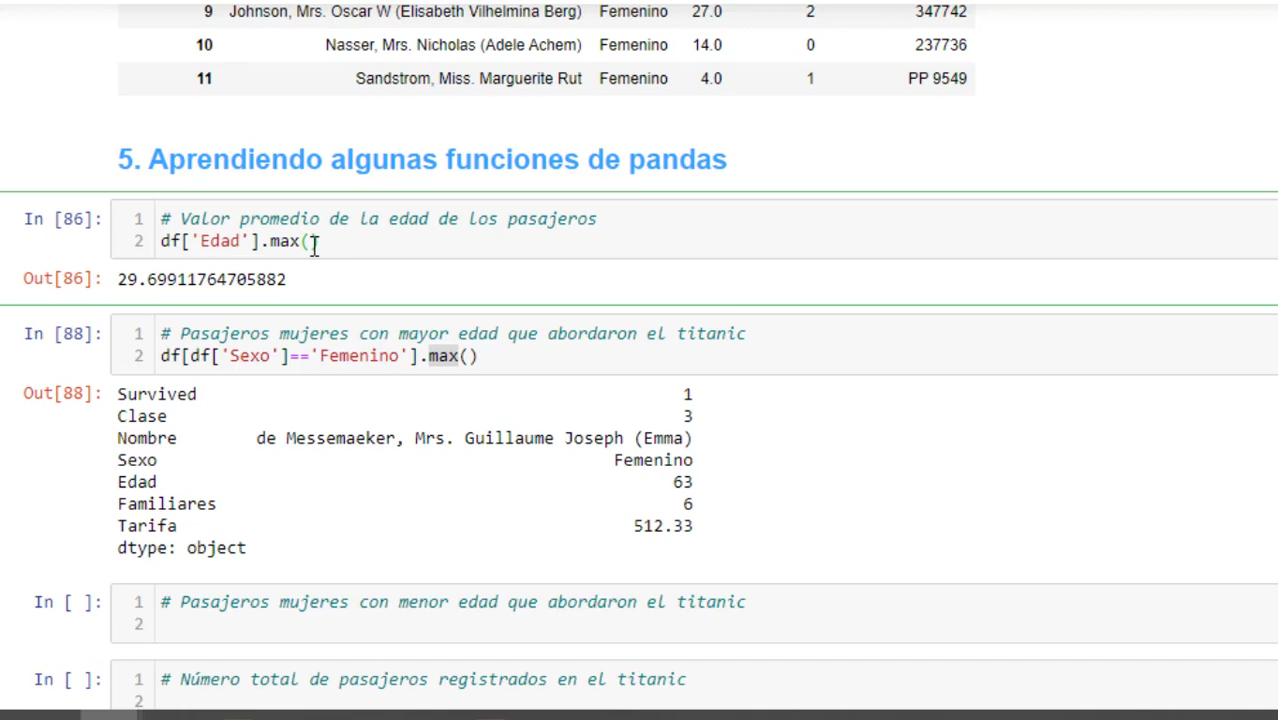 9 Johnson, Mrs. Oscar W (Elisabeth Vilhelmina Berg) Femenino 27.0 2 347742
10 Nasser, Mrs. Nicholas (Adele Achem) Femenino 14.0 0 237736
11 Sandstrom, Miss. Marguerite Rut Femenino 4.0 1 PP 9549
5. Aprendiendo algunas funciones de pandas
In [86]: 1 # Valor promedio de la edad de los pasajeros
2 df['Edad'].max()
Out[86]: 29.69911764705882
In [88]: 1 # Pasajeros mujeres con mayor edad que abordaron el titanic
2 df[df['Sexo']=='Femenino'].max()
Out[88]: Survived 1
Clase 3
Nombre de Messemaeker, Mrs. Guillaume Joseph (Emma)
Sexo Femenino
Edad 63
Familiares 6
Tarifa 512.33
dtype: object
In [ ]: 1 # Pasajeros mujeres con menor edad que abordaron el titanic
2
In [ ]: 1 # Número total de pasajeros registrados en el titanic
2